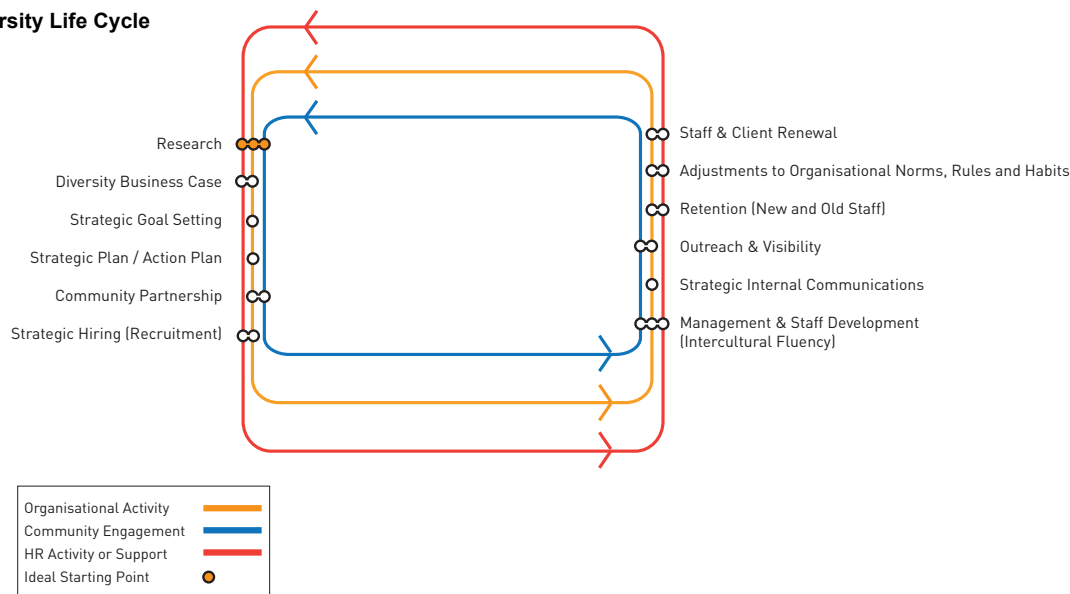 rsity Life Cycle
Research
Diversity Business Case
Strategic Goal Setting
Strategic Plan / Action Plan
Community Partnership
Strategic Hiring (Recruitment)
Staff & Client Renewal
Adjustments to Organisational Norms, Rules and Habits
Retention (New and Old Staff)
Outreach & Visibility
Strategic Internal Communications
Management & Staff Development
(Intercultural Fluency)
Organisational Activity
Community Engagement
HR Activity or Support
Ideal Starting Point